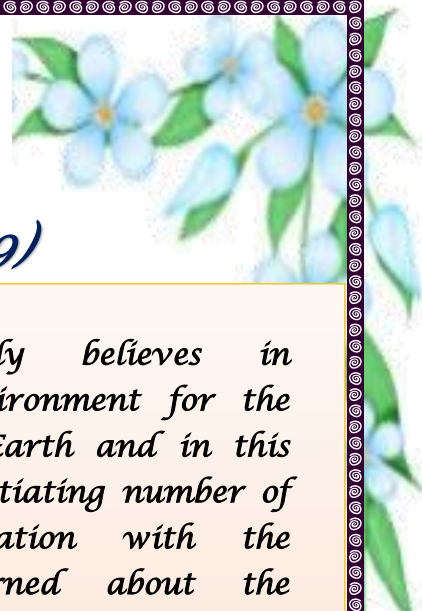 9)
ly believes in
ironment for the
Earth and in this
tiating number of
ation with the
rned about the